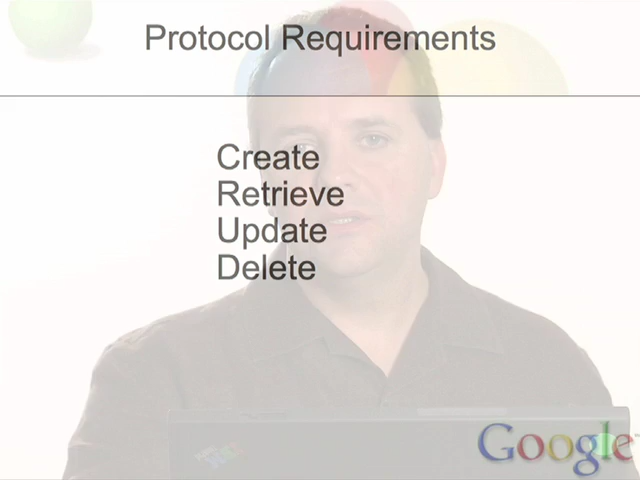 Protocol Requirements
Create
Retrieve
Update
Delete
Google